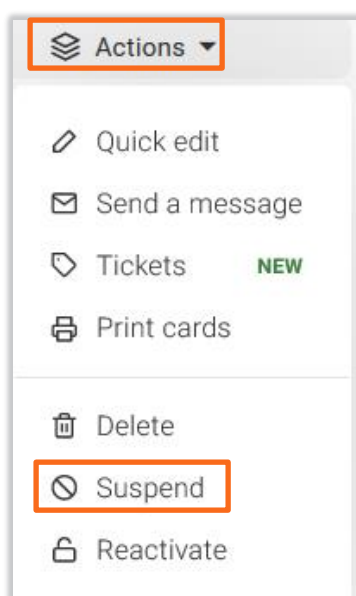 Actions
Quick edit
Send a message
Tickets NEW
Print cards
Delete
Suspend
Reactivate